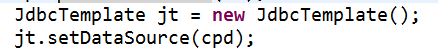 JdbcTemplate jt = new JdbcTemplate();
jt.setDataSource(cpd);